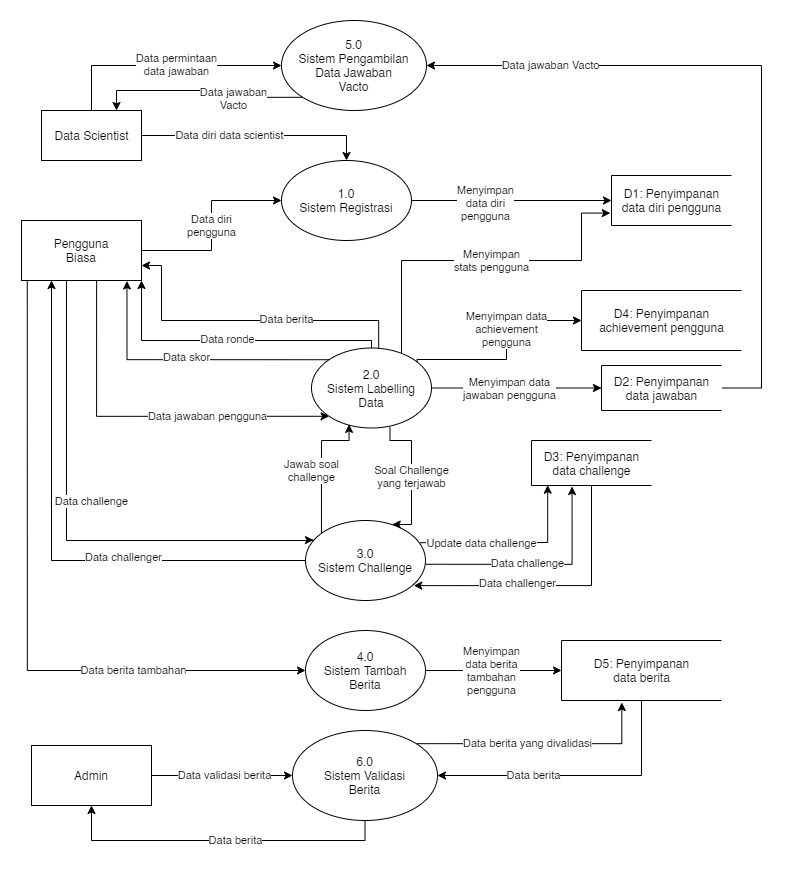 5.0
Sistem Pengambilan
Data Jawaban
Vacto
Data permintaan
data jawaban
Data jawaban Vacto
Data jawaban
Vacto
Data Scientist
Data diri data scientist
1.0
Sistem Registrasi
Menyimpan
data diri
pengguna
D1: Penyimpanan
data diri pengguna
Data diri
pengguna
Pengguna
Biasa
Menyimpan
stats pengguna
Data berita
Menyimpan data
achievement
pengguna
D4: Penyimpanan
achievement pengguna
Data ronde
Data skor
2.0
Sistem Labelling
Data
Menyimpan data
jawaban pengguna
D2: Penyimpanan
data jawaban
Data jawaban pengguna
Jawab soal
challenge
Soal Challenge
yang terjawab
D3: Penyimpanan
data challenge
Data challenge
Update data challenge
Data challenger
3.0
Sistem Challenge
Data challenge
Data challenger
4.0
Sistem Tambah
Berita
Data berita tambahan
Menyimpan
data berita
tambahan
pengguna
D5: Penyimpanan
data berita
Data berita yang divalidasi
6.0
Sistem Validasi
Berita
Admin
Data validasi berita
Data berita
Data berita